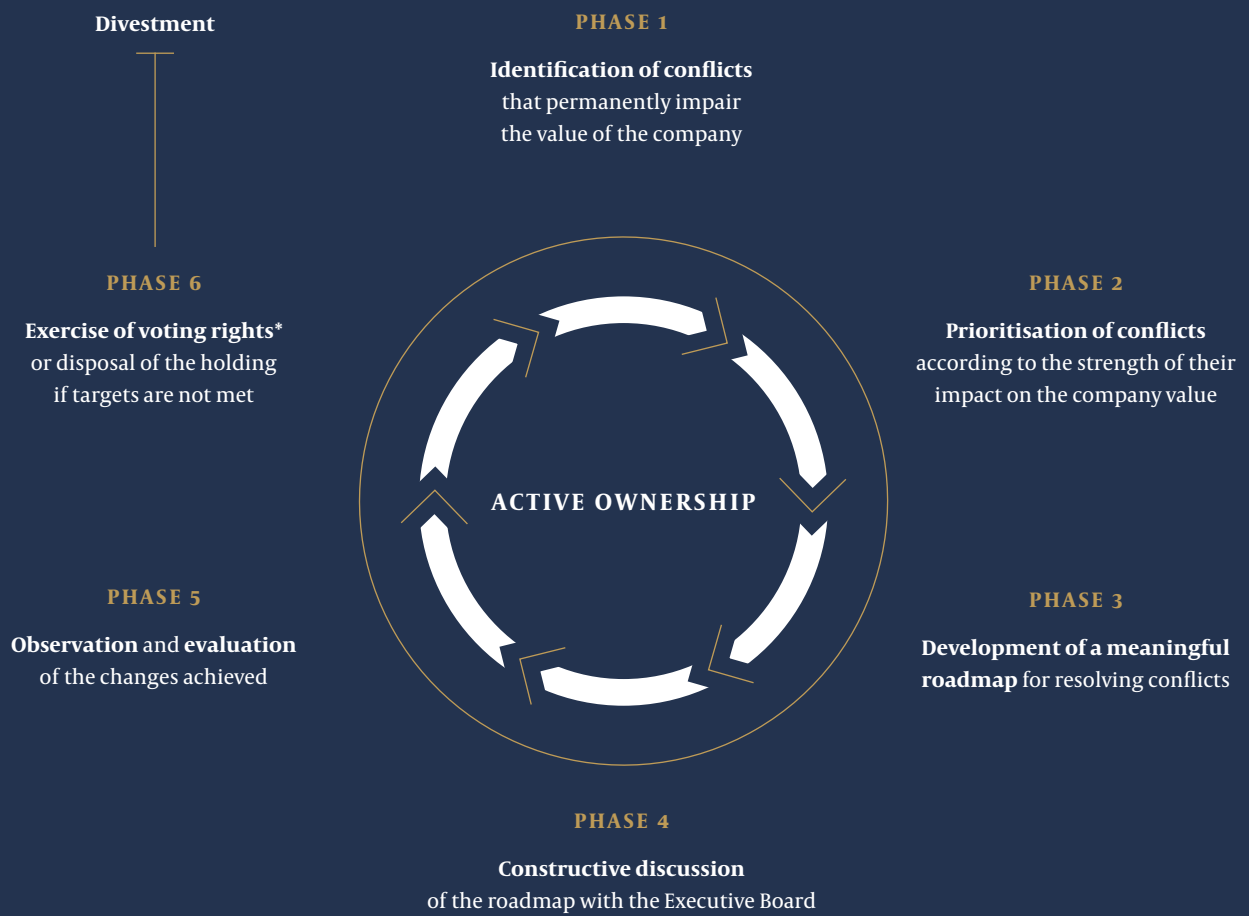 Divestment
PHASE 1
Identification of conflicts
that permanently impair
the value of the company
PHASE 2
Prioritisation of conflicts
according to the strength of their
impact on the company value
PHASE 3
Development of a meaningful
roadmap for resolving conflicts
PHASE 4
Constructive discussion
of the roadmap with the Executive Board
PHASE 5
Observation and evaluation
of the changes achieved
PHASE 6
Exercise of voting rights*
or disposal of the holding
if targets are not met
ACTIVE OWNERSHIP